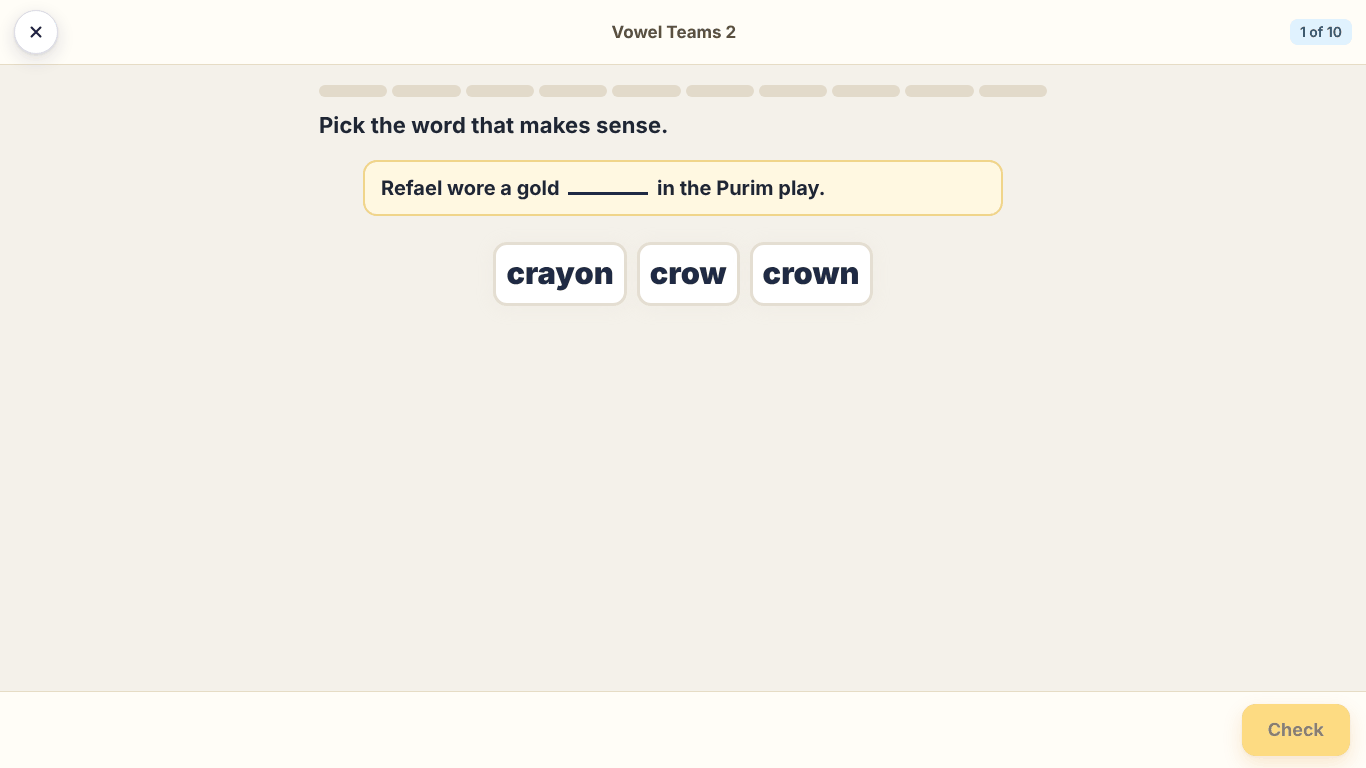 Vowel Teams 2
1 of 10
Pick the word that makes sense.
Refael wore a gold ______ in the Purim play.
crayon
crow
crown
Check